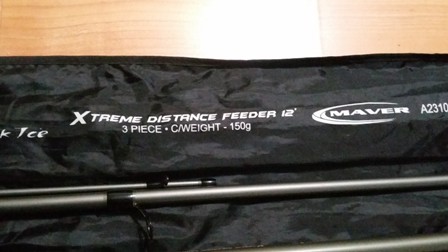 k Ice
XTREME DISTANCE FEEDER 12'
3 PIECE • C/WEIGHT - 150g
MAVER
A2310